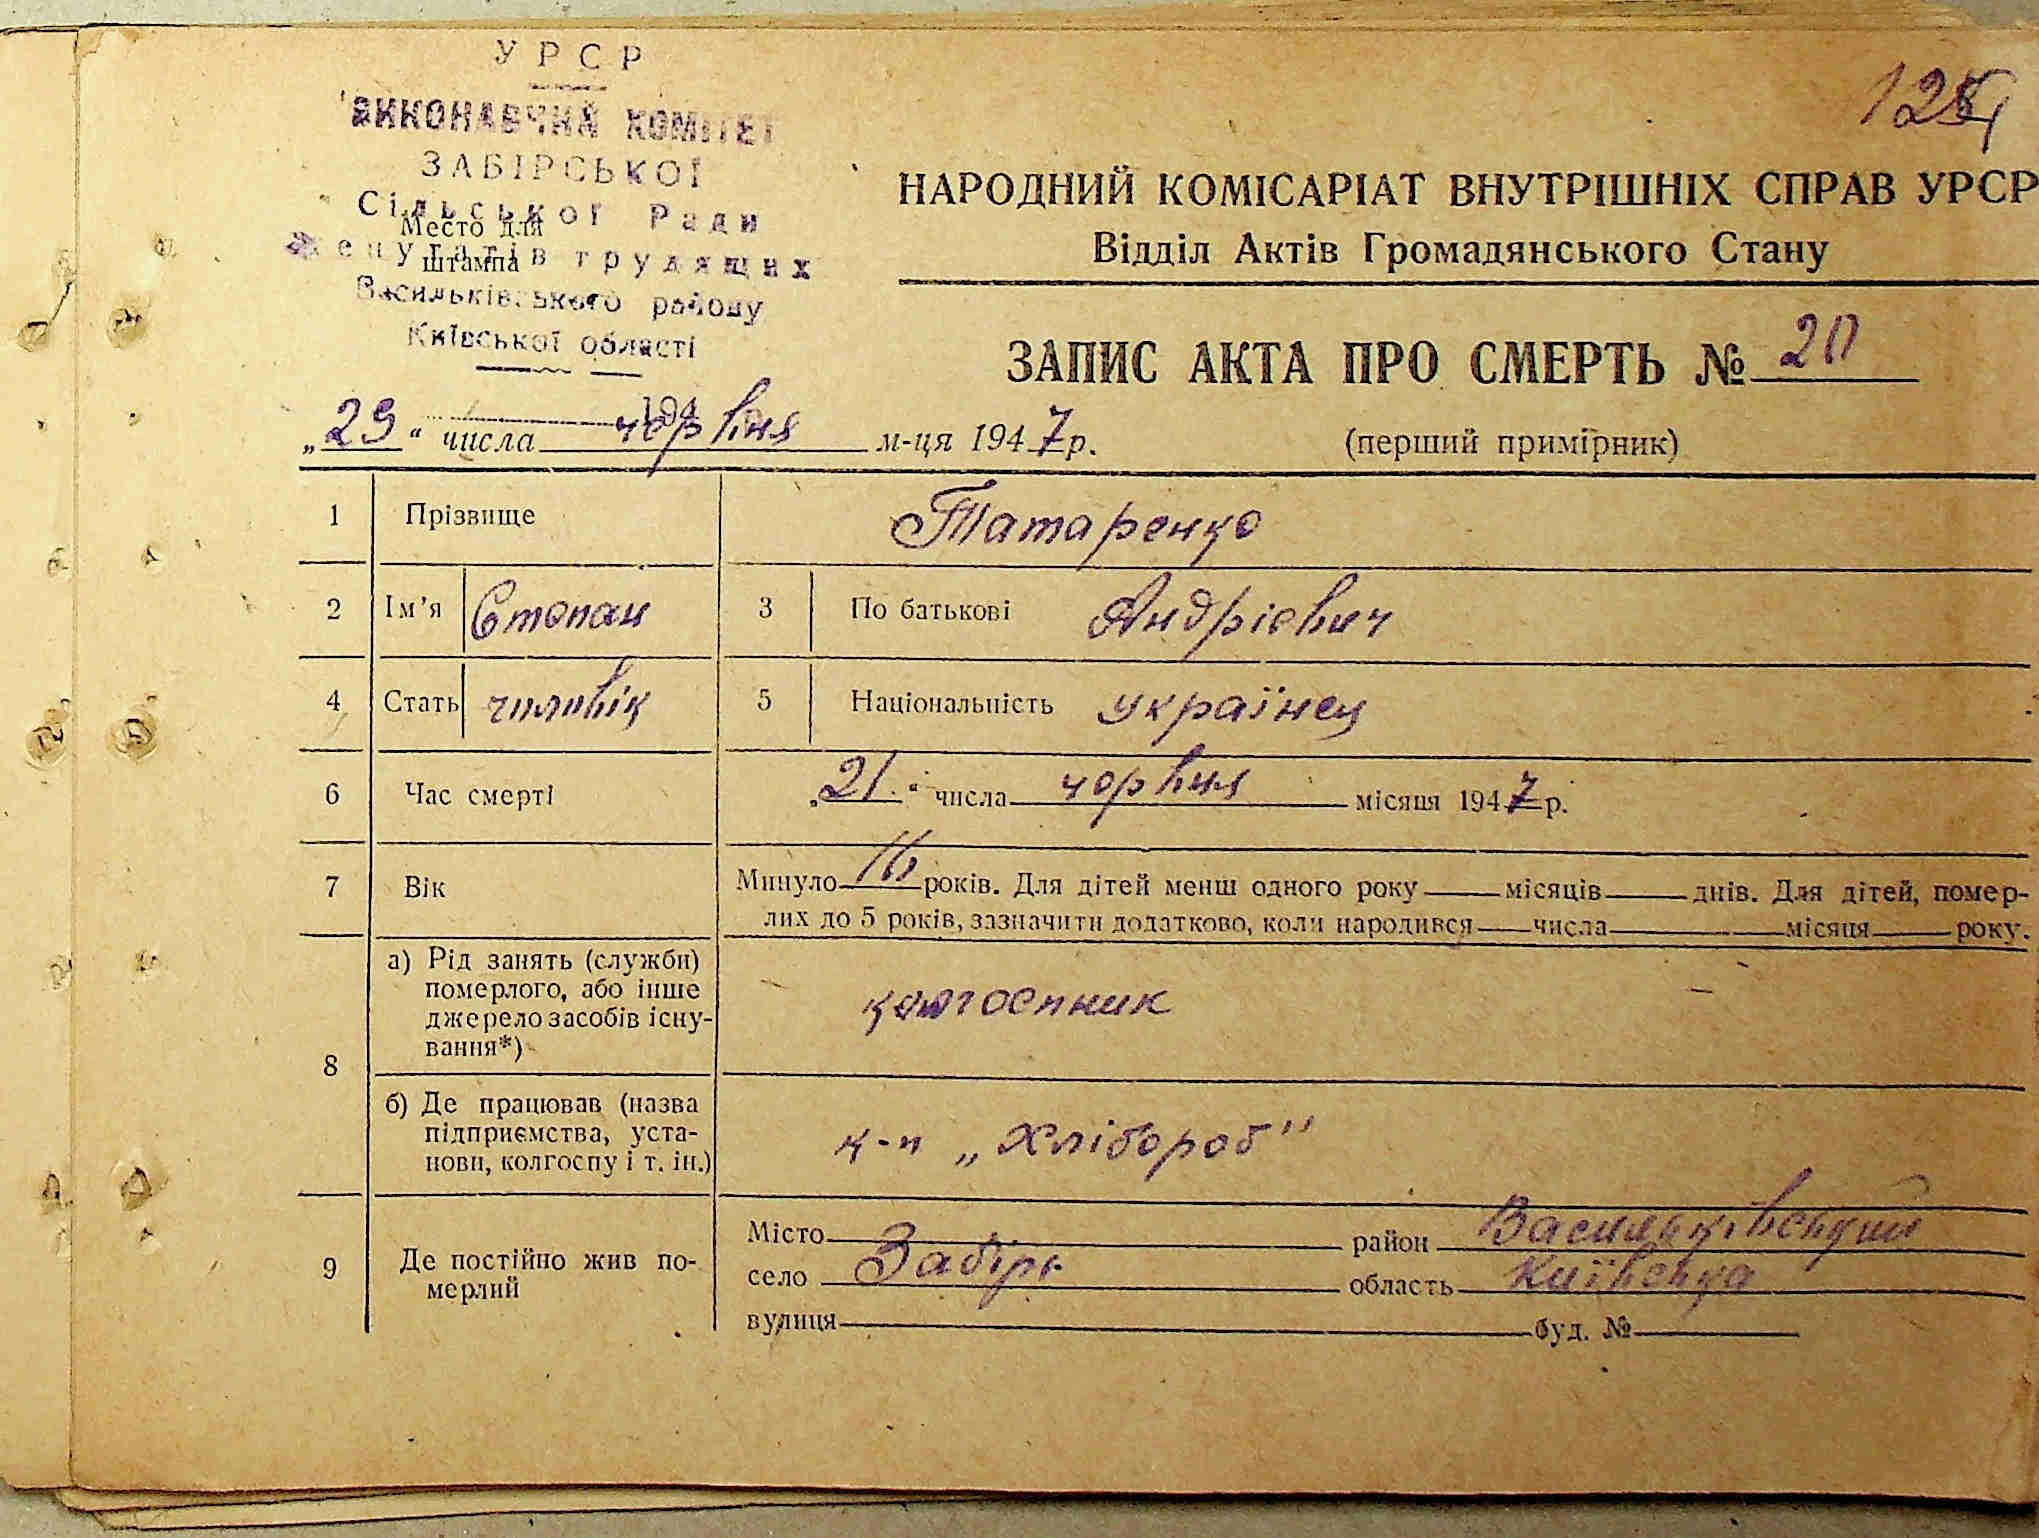 УРСР
ВИКОНАВЧИЙ КОМІТЕТ
ЗАБІРСЬКОЇ
Сільської Ради
Место для
депутатів трудящих
штампа
Васильківського району
Київської області
194
НАРОДНИЙ КОМІСАРІАТ ВНУТРІШНІХ СПРАВ УРСР
Відділ Актів Громадянського Стану
ЗАПИС АКТА ПРО СМЕРТЬ № 20
„29“ числа червня м-ця 1947 р.
(перший примірник)
1 Прізвище Татаренко
2 Ім’я Степан 3 По батькові Андрієвич
4 Стать чиловік 5 Національність українец
6 Час смерті „21.“ числа червня місяця 1947 р.
7 Вік Минуло 16 років. Для дітей менш одного року місяців днів. Для дітей, помер-
лих до 5 років, зазначити додатково, коли народився числа місяця року.
8 а) Рід занять (служби)
померлого, або інше
джерело засобів існу-
вання*)
колгоспник
б) Де працював (назва
підприємства, уста-
нови, колгоспу і т. ін.)
к-п „Хлібороб"
9 Де постійно жив по-
мерлий
Місто район Васильківський
село Забірь область Київська
вулиця буд. №